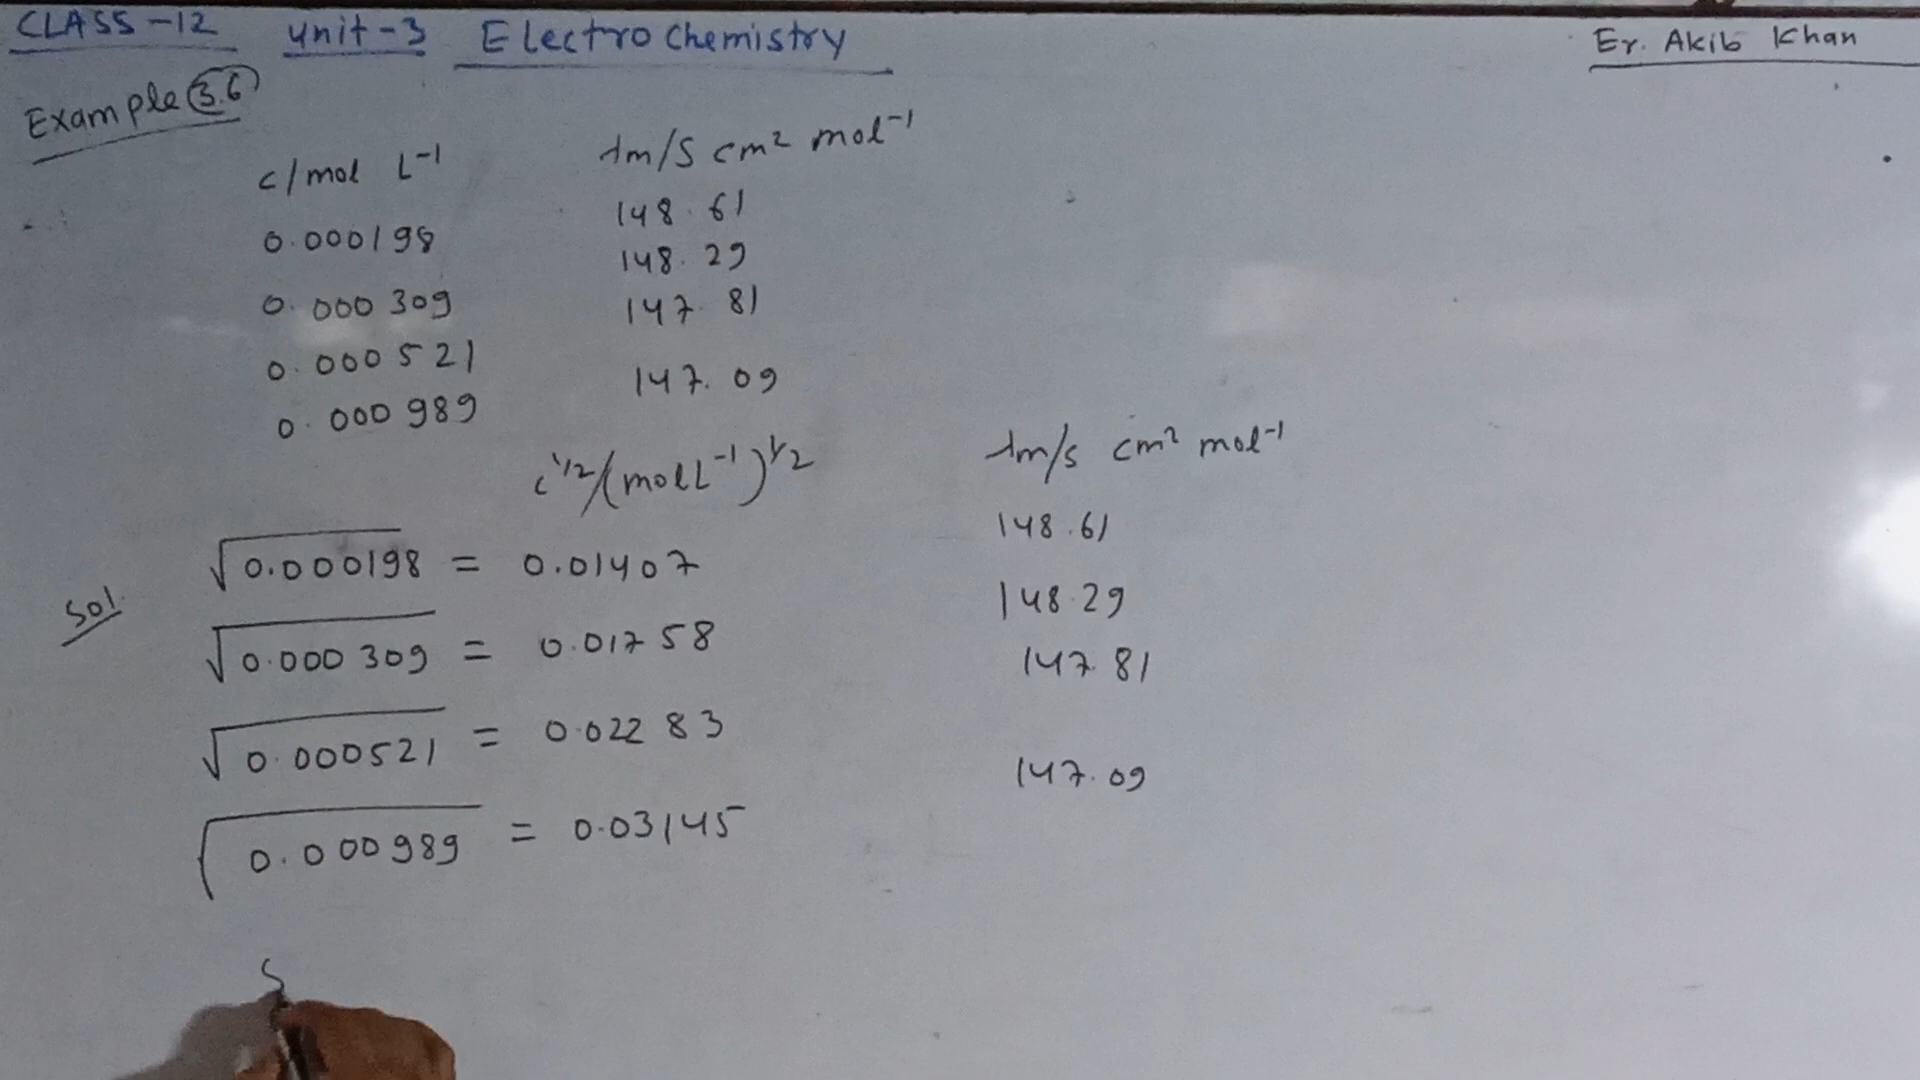 CLASS-12 unit-3 Electro Chemistry Er. Akib Khan
Example 3.6
c/mol L⁻¹ Λm/S cm² mol⁻¹
0.000198 148.61
0.000309 148.29
0.000521 147.81
0.000989 147.09
c¹/²/(mol L⁻¹)¹/² Λm/S cm² mol⁻¹
Sol. √0.000198 = 0.01407 148.61
√0.000309 = 0.01758 148.29
√0.000521 = 0.02283 147.81
√0.000989 = 0.03145 147.09
S